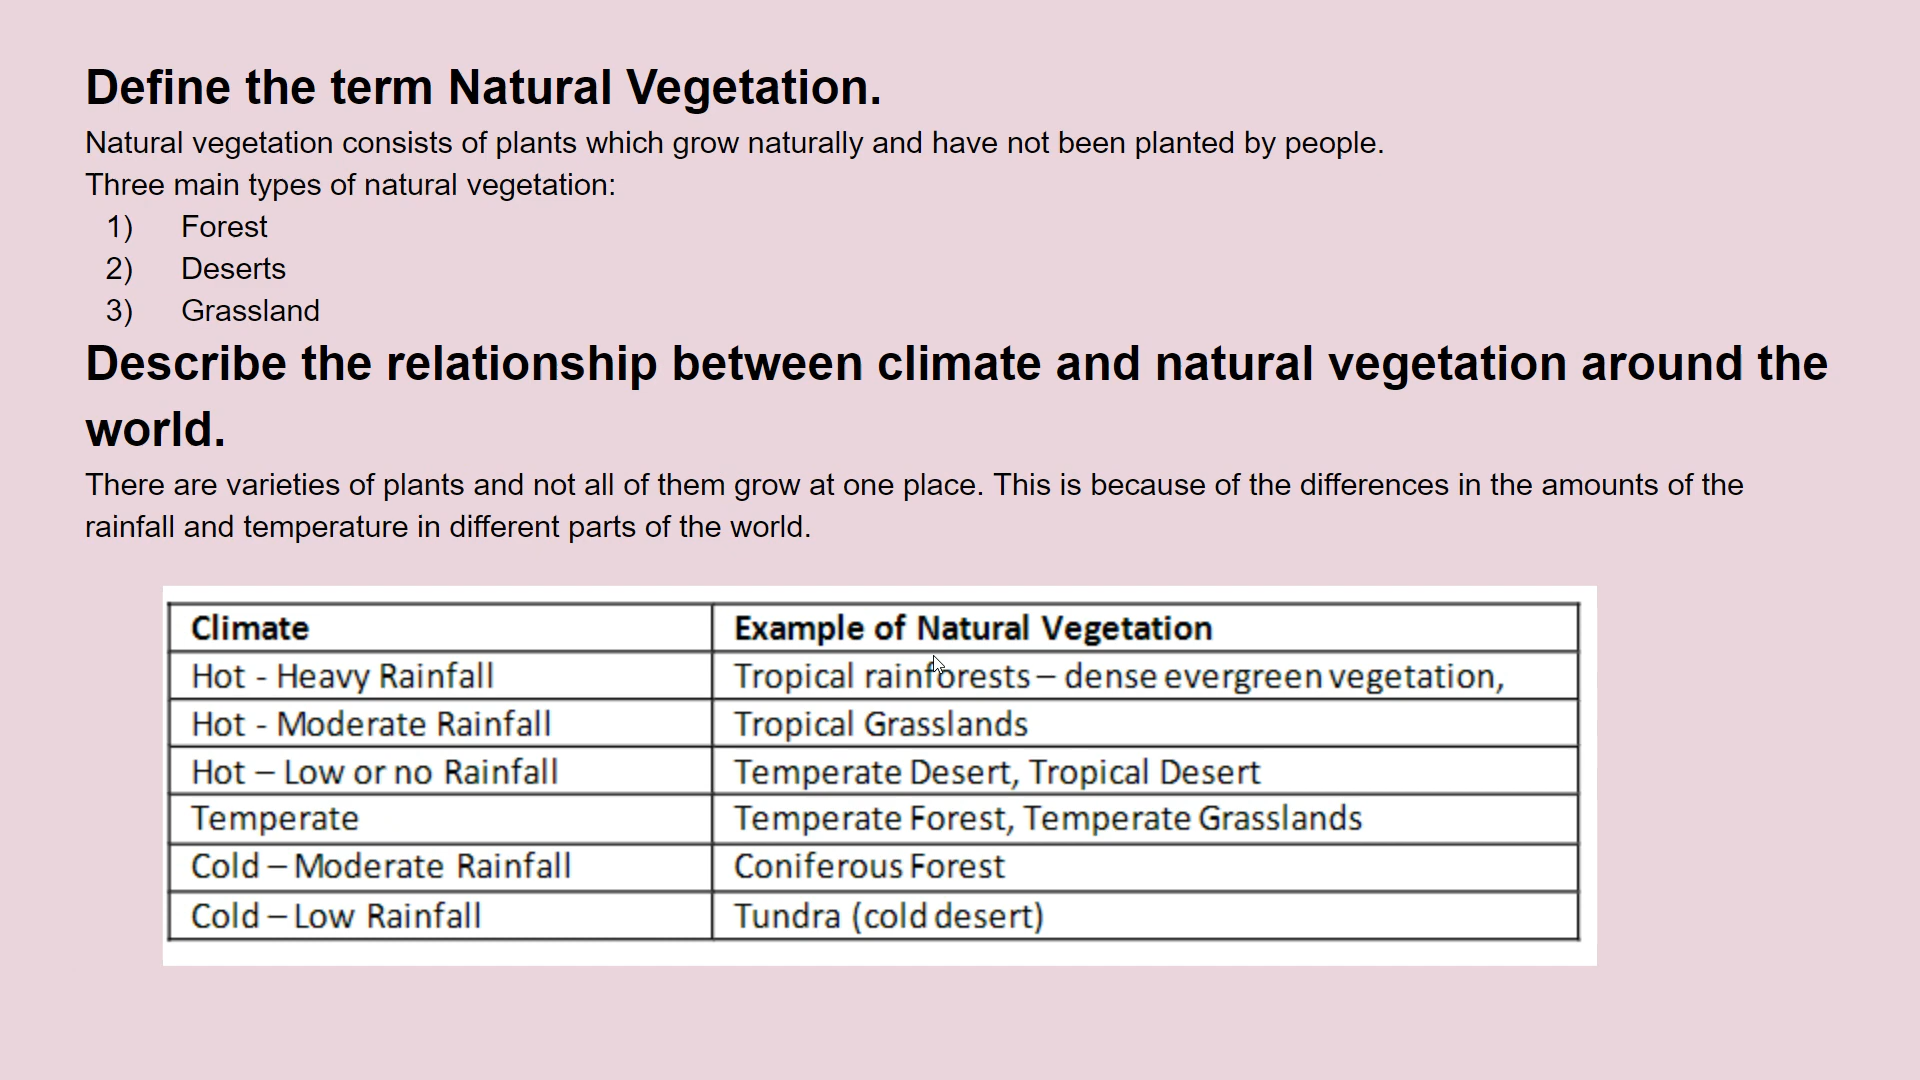 Define the term Natural Vegetation.
Natural vegetation consists of plants which grow naturally and have not been planted by people.
Three main types of natural vegetation:
1) Forest
2) Deserts
3) Grassland
Describe the relationship between climate and natural vegetation around the
world.
There are varieties of plants and not all of them grow at one place. This is because of the differences in the amounts of the
rainfall and temperature in different parts of the world.
Climate Example of Natural Vegetation
Hot - Heavy Rainfall Tropical rainforests – dense evergreen vegetation,
Hot - Moderate Rainfall Tropical Grasslands
Hot – Low or no Rainfall Temperate Desert, Tropical Desert
Temperate Temperate Forest, Temperate Grasslands
Cold – Moderate Rainfall Coniferous Forest
Cold – Low Rainfall Tundra (cold desert)